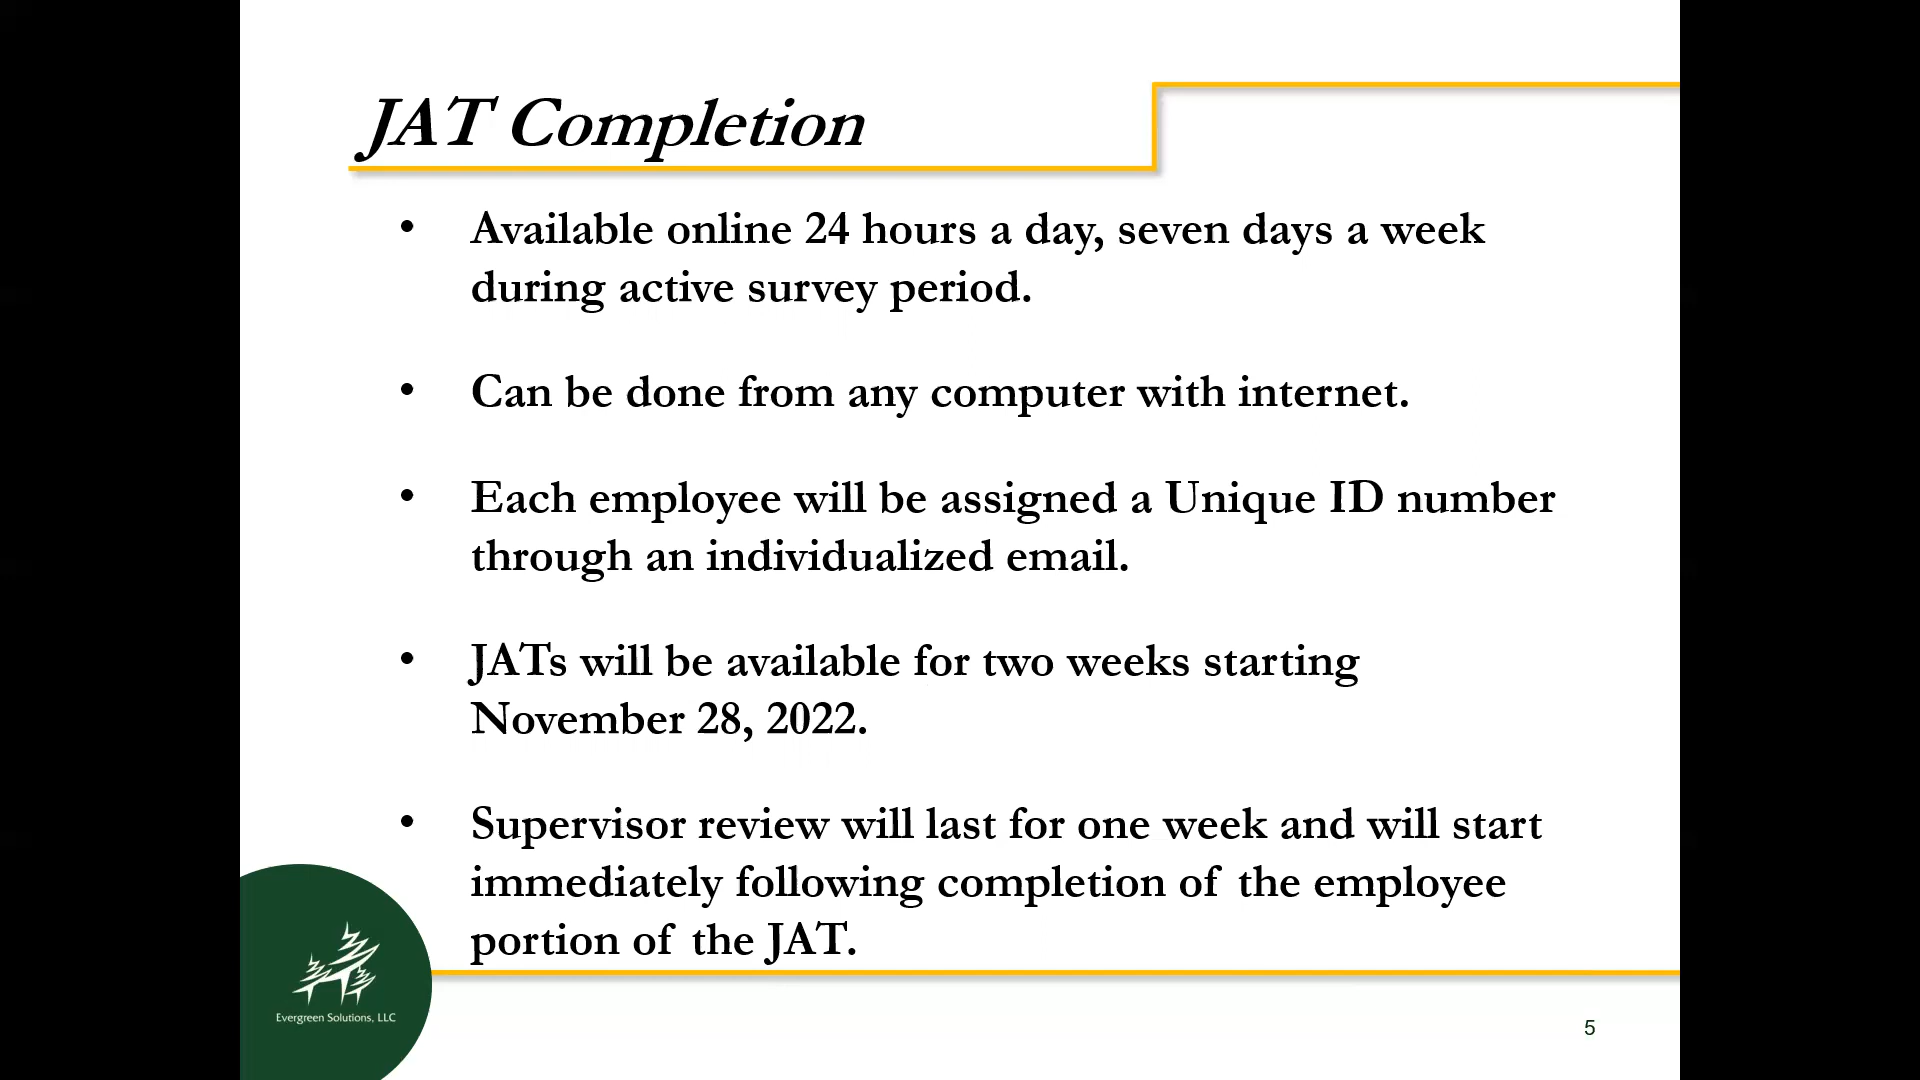 JAT Completion
• Available online 24 hours a day, seven days a week
during active survey period.
• Can be done from any computer with internet.
• Each employee will be assigned a Unique ID number
through an individualized email.
• JATs will be available for two weeks starting
November 28, 2022.
• Supervisor review will last for one week and will start
immediately following completion of the employee
portion of the JAT.
Evergreen Solutions, LLC
5